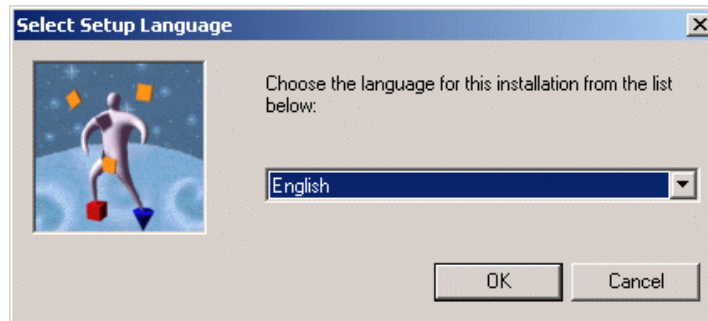 Select Setup Language
Choose the language for this installation from the list
below:
English
OK
Cancel